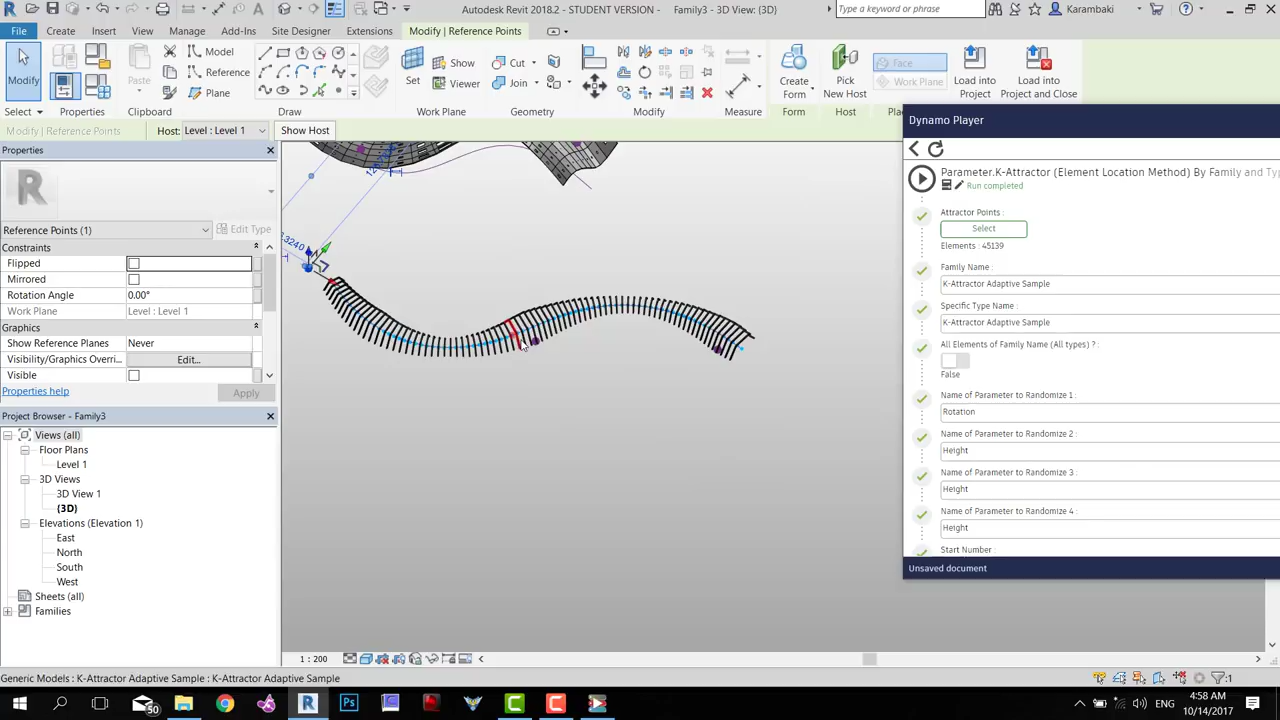 Autodesk Revit 2018.2 - STUDENT VERSION - Family3 - 3D View: {3D}
Type a keyword or phrase
Karambaki
File
Create
Insert
View
Manage
Add-Ins
Site Designer
Extensions
Modify | Reference Points
Modify
Paste
Model
Reference
Plane
Set
Show
Viewer
Cut
Join
Create
Form
Pick
New Host
Face
Work Plane
Load into
Project
Load into
Project and Close
Select
Properties
Clipboard
Draw
Work Plane
Geometry
Modify
Measure
Form
Host
Modify | Reference Points
Host:
Level : Level 1
Show Host
Properties
Reference Points (1)
Edit Type
Constraints
Flipped
Mirrored
Rotation Angle
0.00°
Work Plane
Level : Level 1
Graphics
Show Reference Planes
Never
Visibility/Graphics Overri...
Edit...
Visible
Properties help
Apply
Project Browser - Family3
Views (all)
Floor Plans
Level 1
3D Views
3D View 1
{3D}
Elevations (Elevation 1)
East
North
South
West
Sheets (all)
Families
Dynamo Player
Parameter.K-Attractor (Element Location Method) By Family and Typ
Run completed
Attractor Points :
Select
Elements : 45139
Family Name :
K-Attractor Adaptive Sample
Specific Type Name :
K-Attractor Adaptive Sample
All Elements of Family Name (All types) ? :
False
Name of Parameter to Randomize 1 :
Rotation
Name of Parameter to Randomize 2 :
Height
Name of Parameter to Randomize 3 :
Height
Name of Parameter to Randomize 4 :
Height
Start Number :
Unsaved document
1 : 200
Generic Models : K-Attractor Adaptive Sample : K-Attractor Adaptive Sample
:1
50
Ps
ENG
4:58 AM
10/14/2017